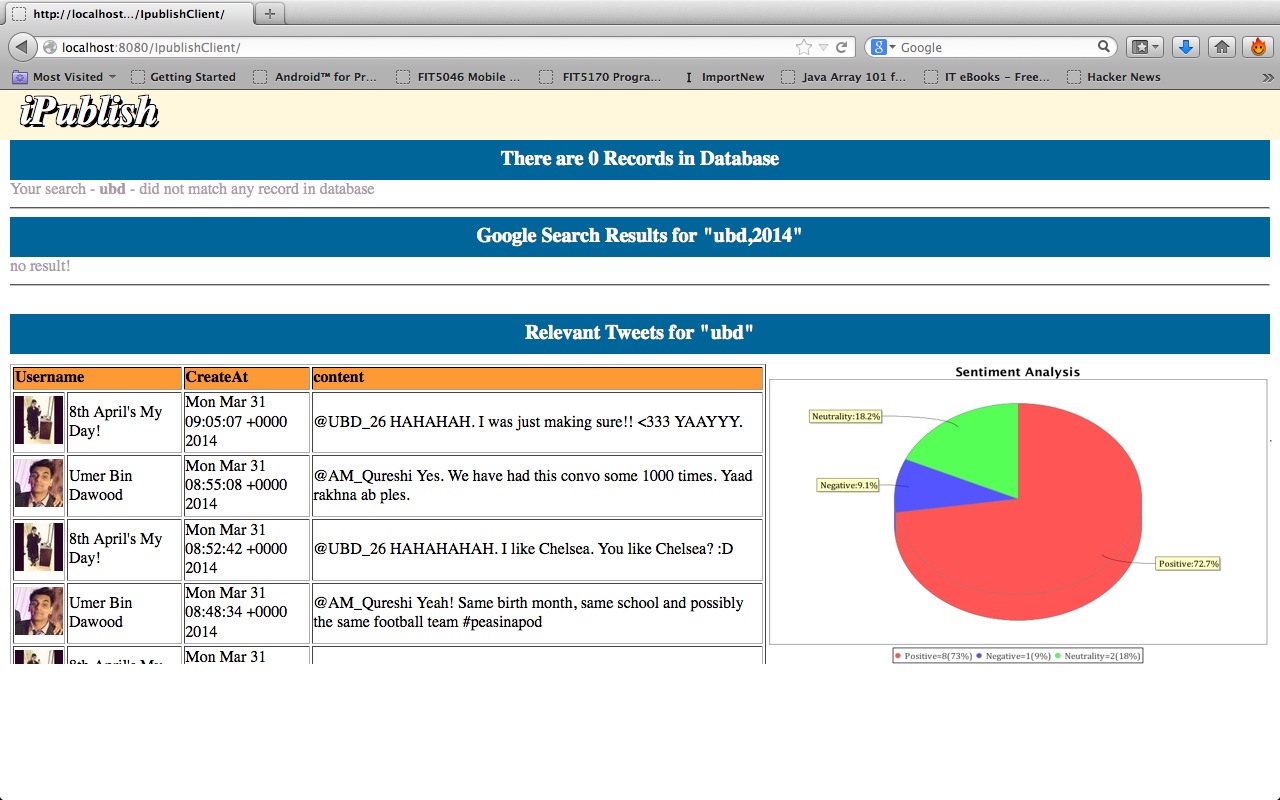 http://localhost.../IpublishClient/
localhost:8080/IpublishClient/
Google
Most Visited
Getting Started
Android™ for Pr...
FIT5046 Mobile ...
FIT5170 Progra...
ImportNew
Java Array 101 f...
IT eBooks - Free...
Hacker News
iPublish
There are 0 Records in Database
Your search - ubd - did not match any record in database
Google Search Results for "ubd,2014"
no result!
Relevant Tweets for "ubd"
Username CreateAt content
8th April's My
Day!
Mon Mar 31
09:05:07 +0000
2014
@UBD_26 HAHAHAH. I was just making sure!! <333 YAAYYY.
Umer Bin
Dawood
Mon Mar 31
08:55:08 +0000
2014
@AM_Qureshi Yes. We have had this convo some 1000 times. Yaad
rakhna ab ples.
8th April's My
Day!
Mon Mar 31
08:52:42 +0000
2014
@UBD_26 HAHAHAHAH. I like Chelsea. You like Chelsea? :D
Umer Bin
Dawood
Mon Mar 31
08:48:34 +0000
2014
@AM_Qureshi Yeah! Same birth month, same school and possibly
the same football team #peasinapod
8th April's My
Mon Mar 31
Sentiment Analysis
Neutrality:18.2%
Negative:9.1%
Positive:72.7%
Positive=8(73%) Negative=1(9%) Neutrality=2(18%)